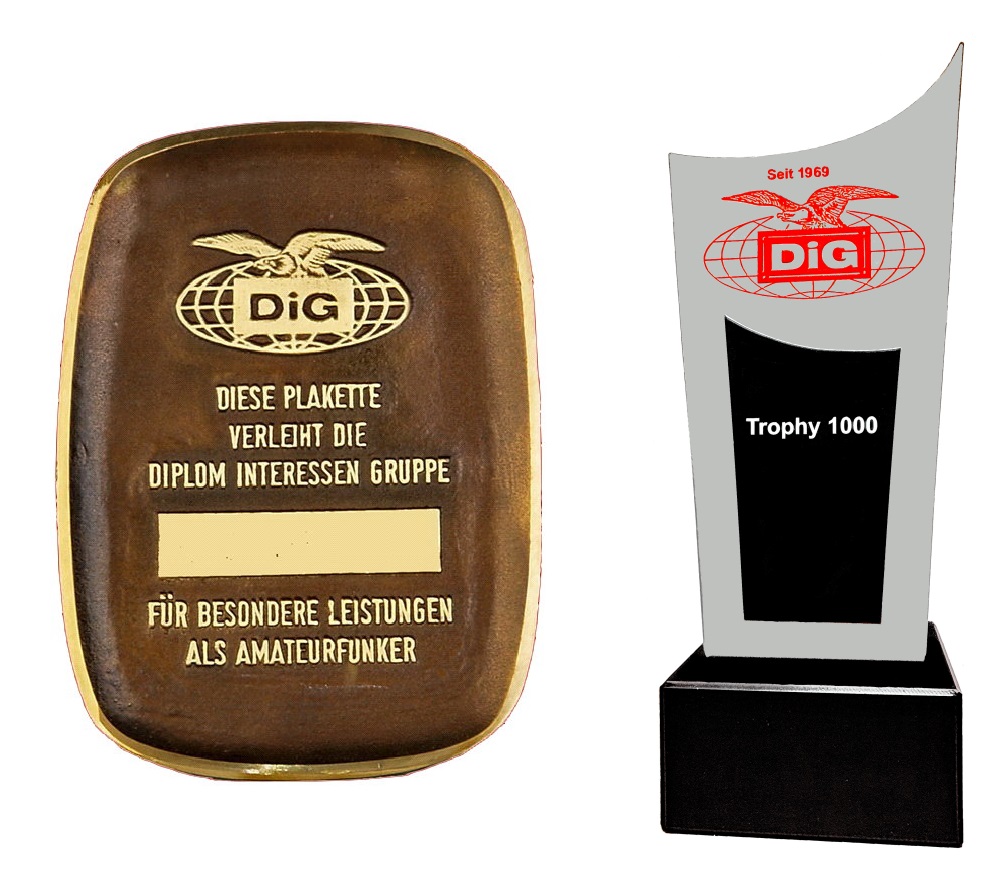 DiG
DIESE PLAKETTE
VERLEIHT DIE
DIPLOM INTERESSEN GRUPPE
FÜR BESONDERE LEISTUNGEN
ALS AMATEURFUNKER
Seit 1969
DiG
Trophy 1000